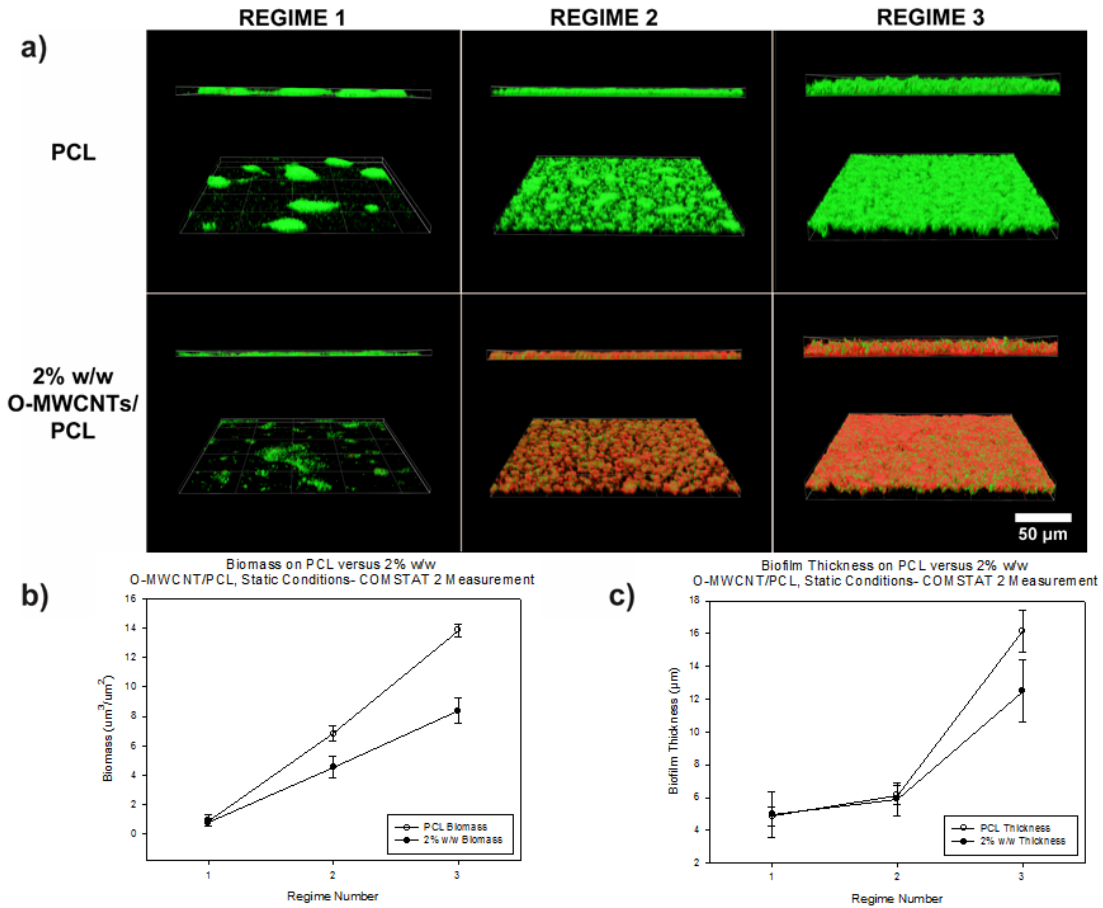 REGIME 1
REGIME 2
REGIME 3
a)
PCL
2% w/w
O-MWCNTs/
PCL
50 µm
b)
Biomass on PCL versus 2% w/w
O-MWCNT/PCL, Static Conditions- COMSTAT 2 Measurement
Biomass (um³/um²)
16
14
12
10
8
6
4
2
0
PCL Biomass
2% w/w Biomass
1
2
3
Regime Number
c)
Biofilm Thickness on PCL versus 2% w/w
O-MWCNT/PCL, Static Conditions- COMSTAT 2 Measurement
Biofilm Thickness (µm)
18
16
14
12
10
8
6
4
2
PCL Thickness
2% w/w Thickness
1
2
3
Regime Number